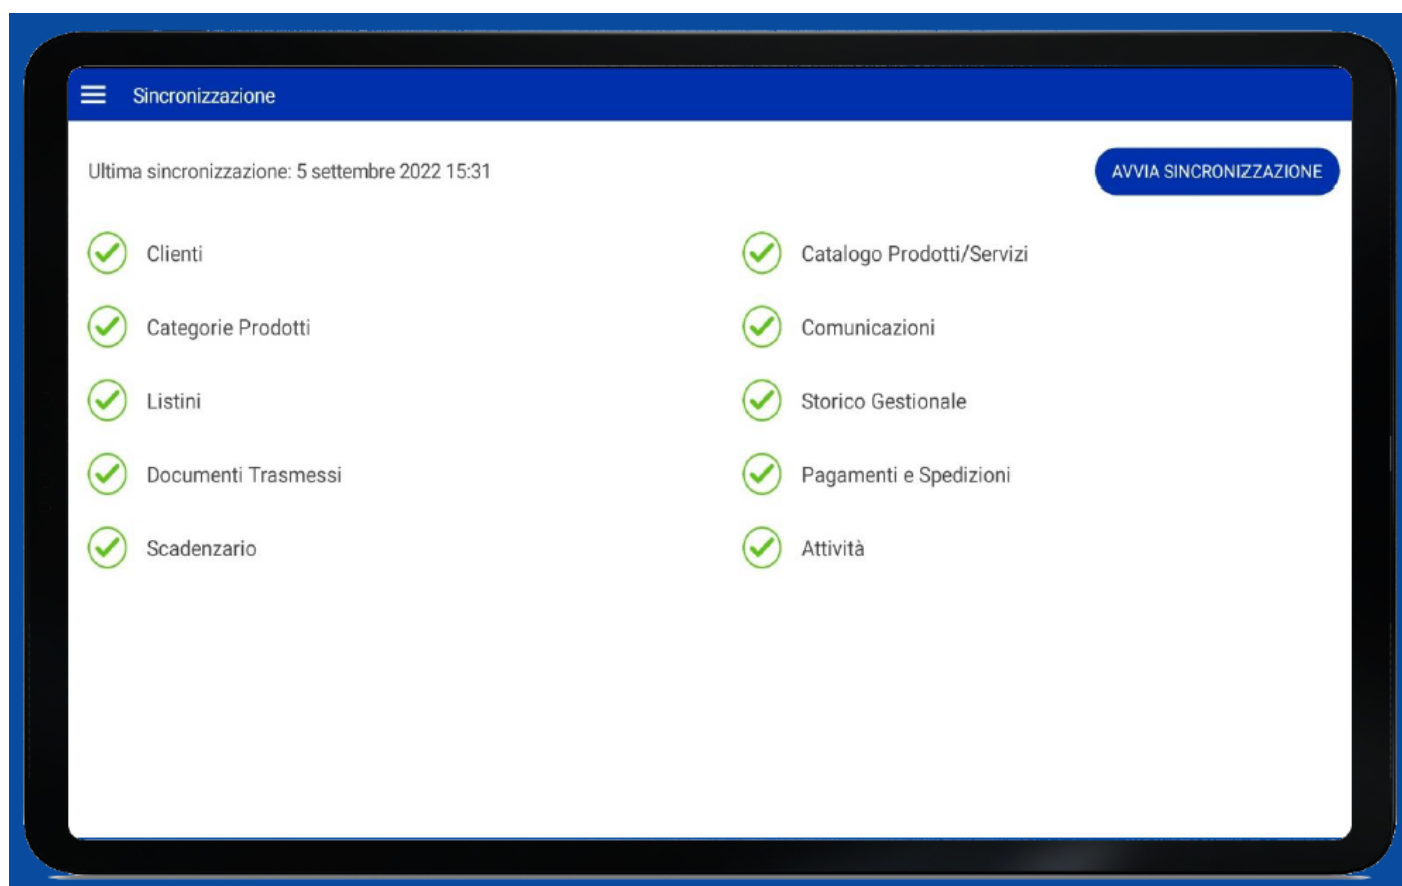 Sincronizzazione
Ultima sincronizzazione: 5 settembre 2022 15:31
AVVIA SINCRONIZZAZIONE
Clienti
Catalogo Prodotti/Servizi
Categorie Prodotti
Comunicazioni
Listini
Storico Gestionale
Documenti Trasmessi
Pagamenti e Spedizioni
Scadenzario
Attività